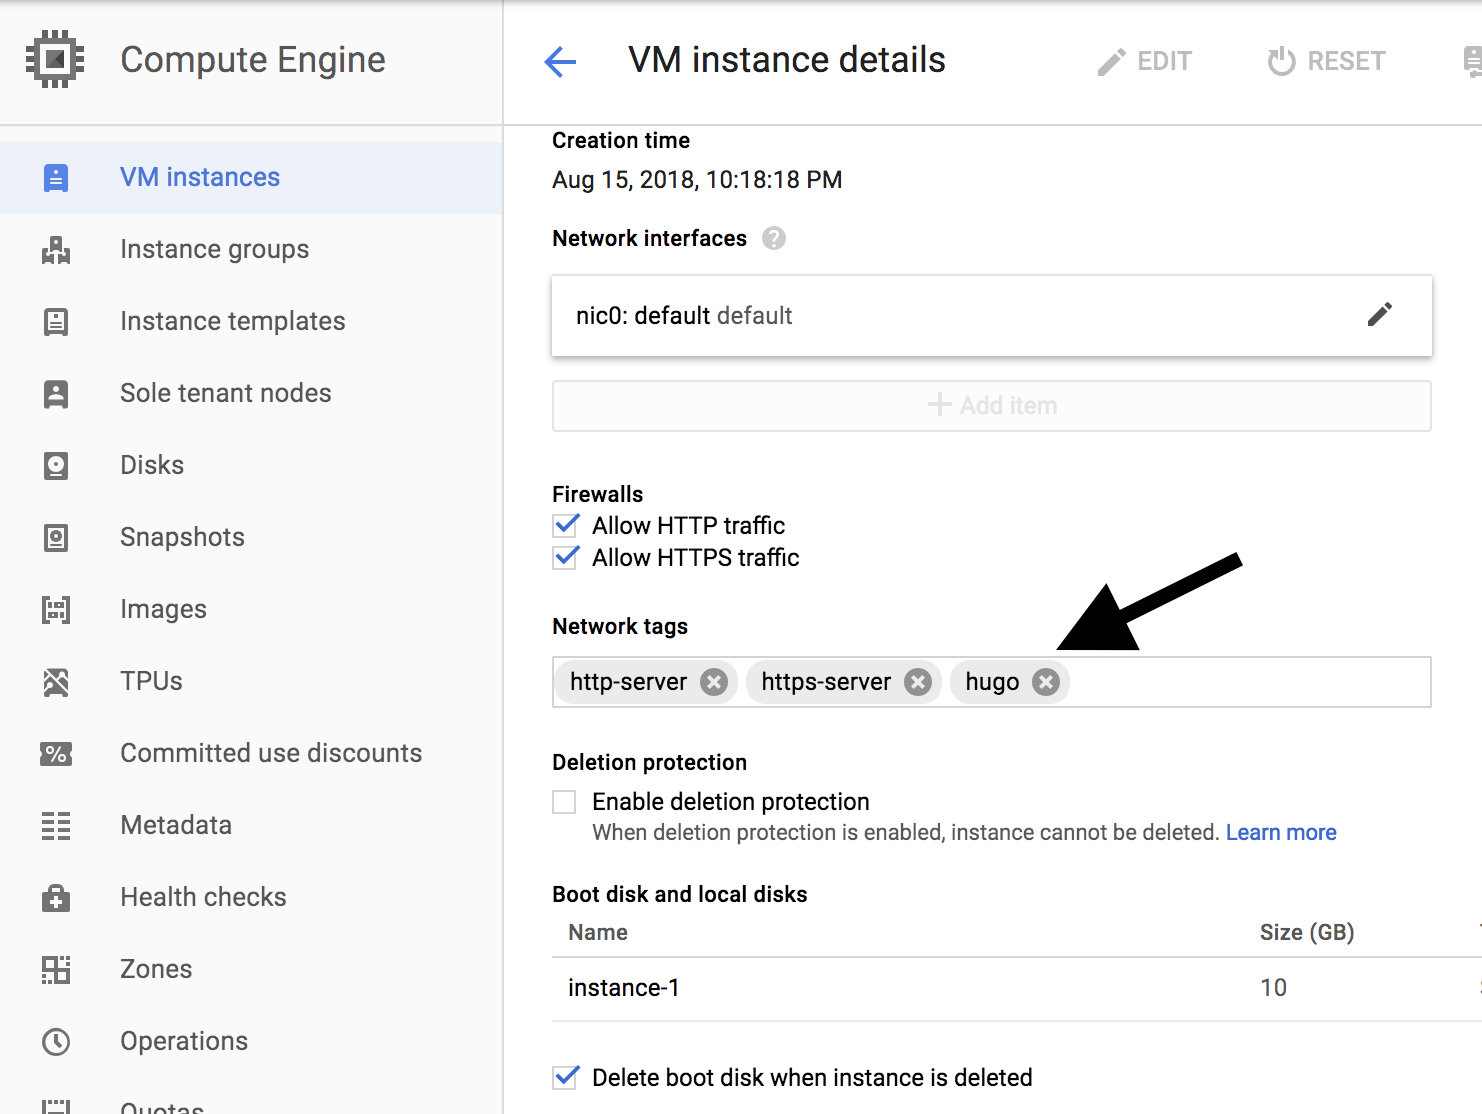 Compute Engine
VM instances
Instance groups
Instance templates
Sole tenant nodes
Disks
Snapshots
Images
TPUs
Committed use discounts
Metadata
Health checks
Zones
Operations
Quotas
VM instance details
EDIT
RESET
Creation time
Aug 15, 2018, 10:18:18 PM
Network interfaces
nic0: default default
Add item
Firewalls
Allow HTTP traffic
Allow HTTPS traffic
Network tags
http-server https-server hugo
Deletion protection
Enable deletion protection
When deletion protection is enabled, instance cannot be deleted. Learn more
Boot disk and local disks
Name Size (GB)
instance-1 10
Delete boot disk when instance is deleted